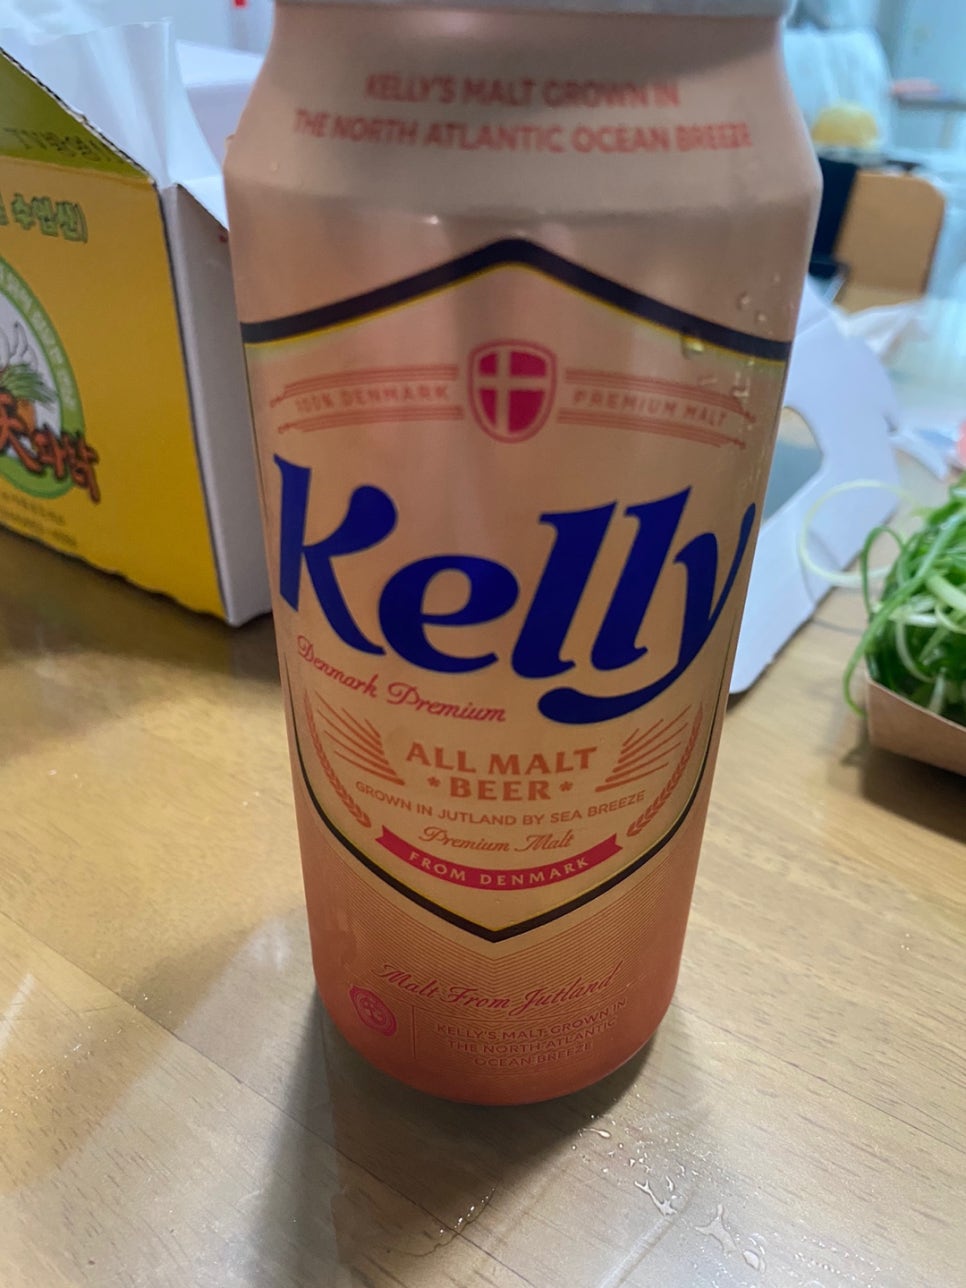 KELLY'S MALT GROWN IN
THE NORTH ATLANTIC OCEAN BREEZE
100% DENMARK
PREMIUM MALT
Kelly
Denmark Premium
ALL MALT
*BEER*
GROWN IN JUTLAND BY SEA BREEZE
Premium Malt
FROM DENMARK
Malt From Jutland
KELLY'S MALT GROWN IN
THE NORTH ATLANTIC
OCEAN BREEZE